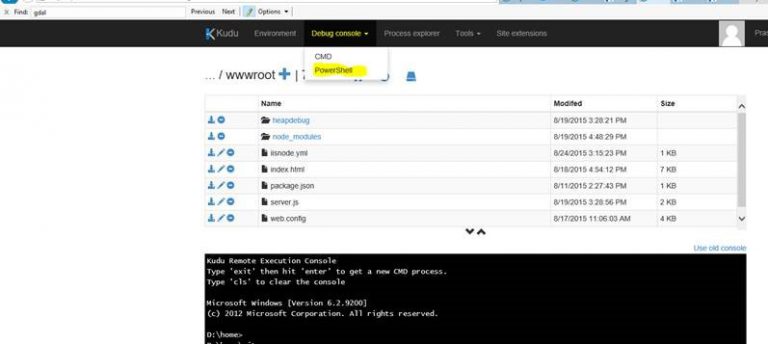 Find: gdal Previous Next Options
Kudu Environment Debug console Process explorer Tools Site extensions Pras
CMD
PowerShell
... / wwwroot + | 7
Name Modifed Size
heapdebug 8/19/2015 3:28:21 PM
node_modules 8/19/2015 4:48:29 PM
iisnode.yml 8/24/2015 3:15:23 PM 1 KB
index.html 8/18/2015 4:54:12 PM 7 KB
package.json 8/11/2015 2:27:43 PM 1 KB
server.js 8/19/2015 3:28:56 PM 2 KB
web.config 8/17/2015 11:06:03 AM 4 KB
Use old console
Kudu Remote Execution Console
Type 'exit' then hit 'enter' to get a new CMD process.
Type 'cls' to clear the console
Microsoft Windows [Version 6.2.9200]
(c) 2012 Microsoft Corporation. All rights reserved.
D:\home>